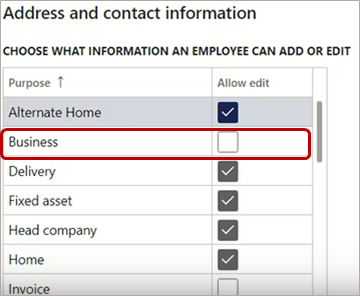 Address and contact information
CHOOSE WHAT INFORMATION AN EMPLOYEE CAN ADD OR EDIT
Purpose ↑ Allow edit
Alternate Home
Business
Delivery
Fixed asset
Head company
Home
Invoice